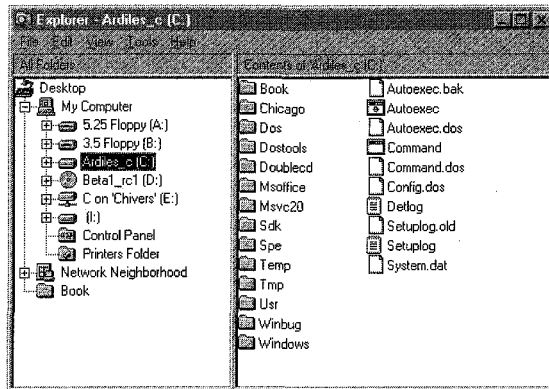 Explorer - Ardiles_c (C:)
File Edit View Tools Help
All Folders
Contents of 'Ardiles_c (C:)'
Desktop
My Computer
5.25 Floppy (A:)
3.5 Floppy (B:)
Ardiles_c (C:)
Beta1_rc1 (D:)
C on 'Chivers' (E:)
(I:)
Control Panel
Printers Folder
Network Neighborhood
Book
Book
Chicago
Dos
Dostools
Doublecd
Msoffice
Msvc20
Sdk
Spe
Temp
Tmp
Usr
Winbug
Windows
Autoexec.bak
Autoexec
Autoexec.dos
Command
Command.dos
Config.dos
Detlog
Setuplog.old
Setuplog
System.dat